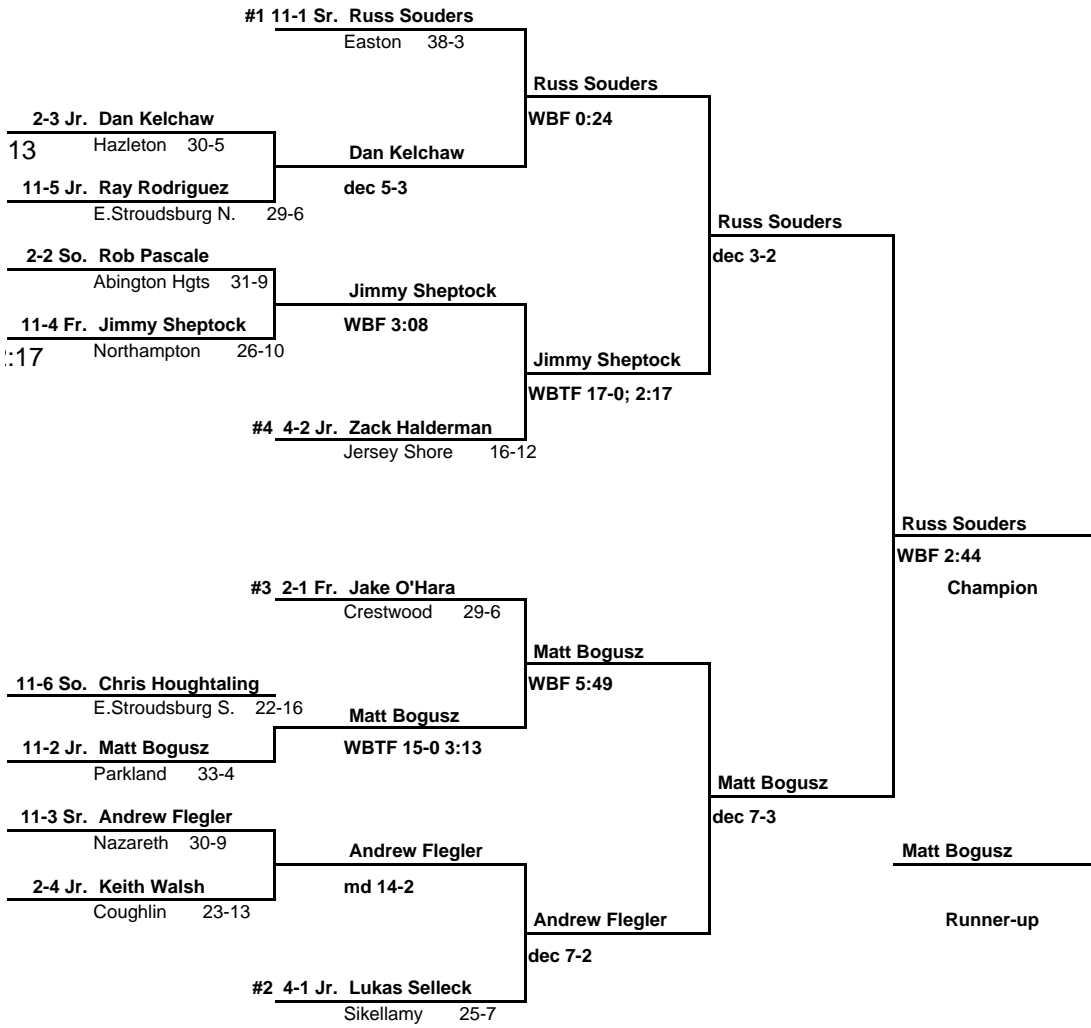 #1 11-1 Sr. Russ Souders
Easton 38-3
Russ Souders
2-3 Jr. Dan Kelchaw
WBF 0:24
13 Hazleton 30-5
Dan Kelchaw
11-5 Jr. Ray Rodriguez
dec 5-3
E.Stroudsburg N. 29-6
Russ Souders
2-2 So. Rob Pascale
dec 3-2
Abington Hgts 31-9
Jimmy Sheptock
11-4 Fr. Jimmy Sheptock
WBF 3:08
:17 Northampton 26-10
Jimmy Sheptock
WBTF 17-0; 2:17
#4 4-2 Jr. Zack Halderman
Jersey Shore 16-12
Russ Souders
WBF 2:44
#3 2-1 Fr. Jake O'Hara
Champion
Crestwood 29-6
Matt Bogusz
11-6 So. Chris Houghtaling
WBF 5:49
E.Stroudsburg S. 22-16
Matt Bogusz
11-2 Jr. Matt Bogusz
WBTF 15-0 3:13
Parkland 33-4
Matt Bogusz
11-3 Sr. Andrew Flegler
dec 7-3
Nazareth 30-9
Andrew Flegler
Matt Bogusz
2-4 Jr. Keith Walsh
md 14-2
Coughlin 23-13
Andrew Flegler
Runner-up
dec 7-2
#2 4-1 Jr. Lukas Selleck
Sikellamy 25-7